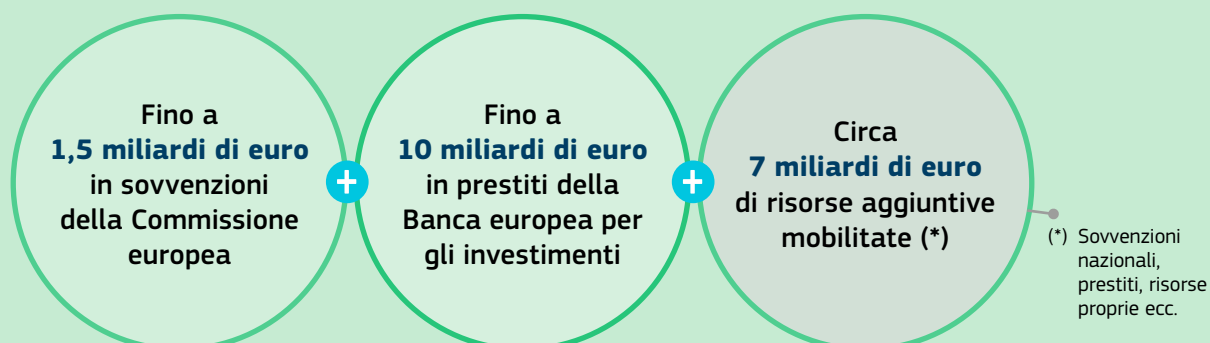 Fino a
1,5 miliardi di euro
in sovvenzioni
della Commissione
europea
+
Fino a
10 miliardi di euro
in prestiti della
Banca europea per
gli investimenti
+
Circa
7 miliardi di euro
di risorse aggiuntive
mobilitate (*)
(*) Sovvenzioni
nazionali,
prestiti, risorse
proprie ecc.